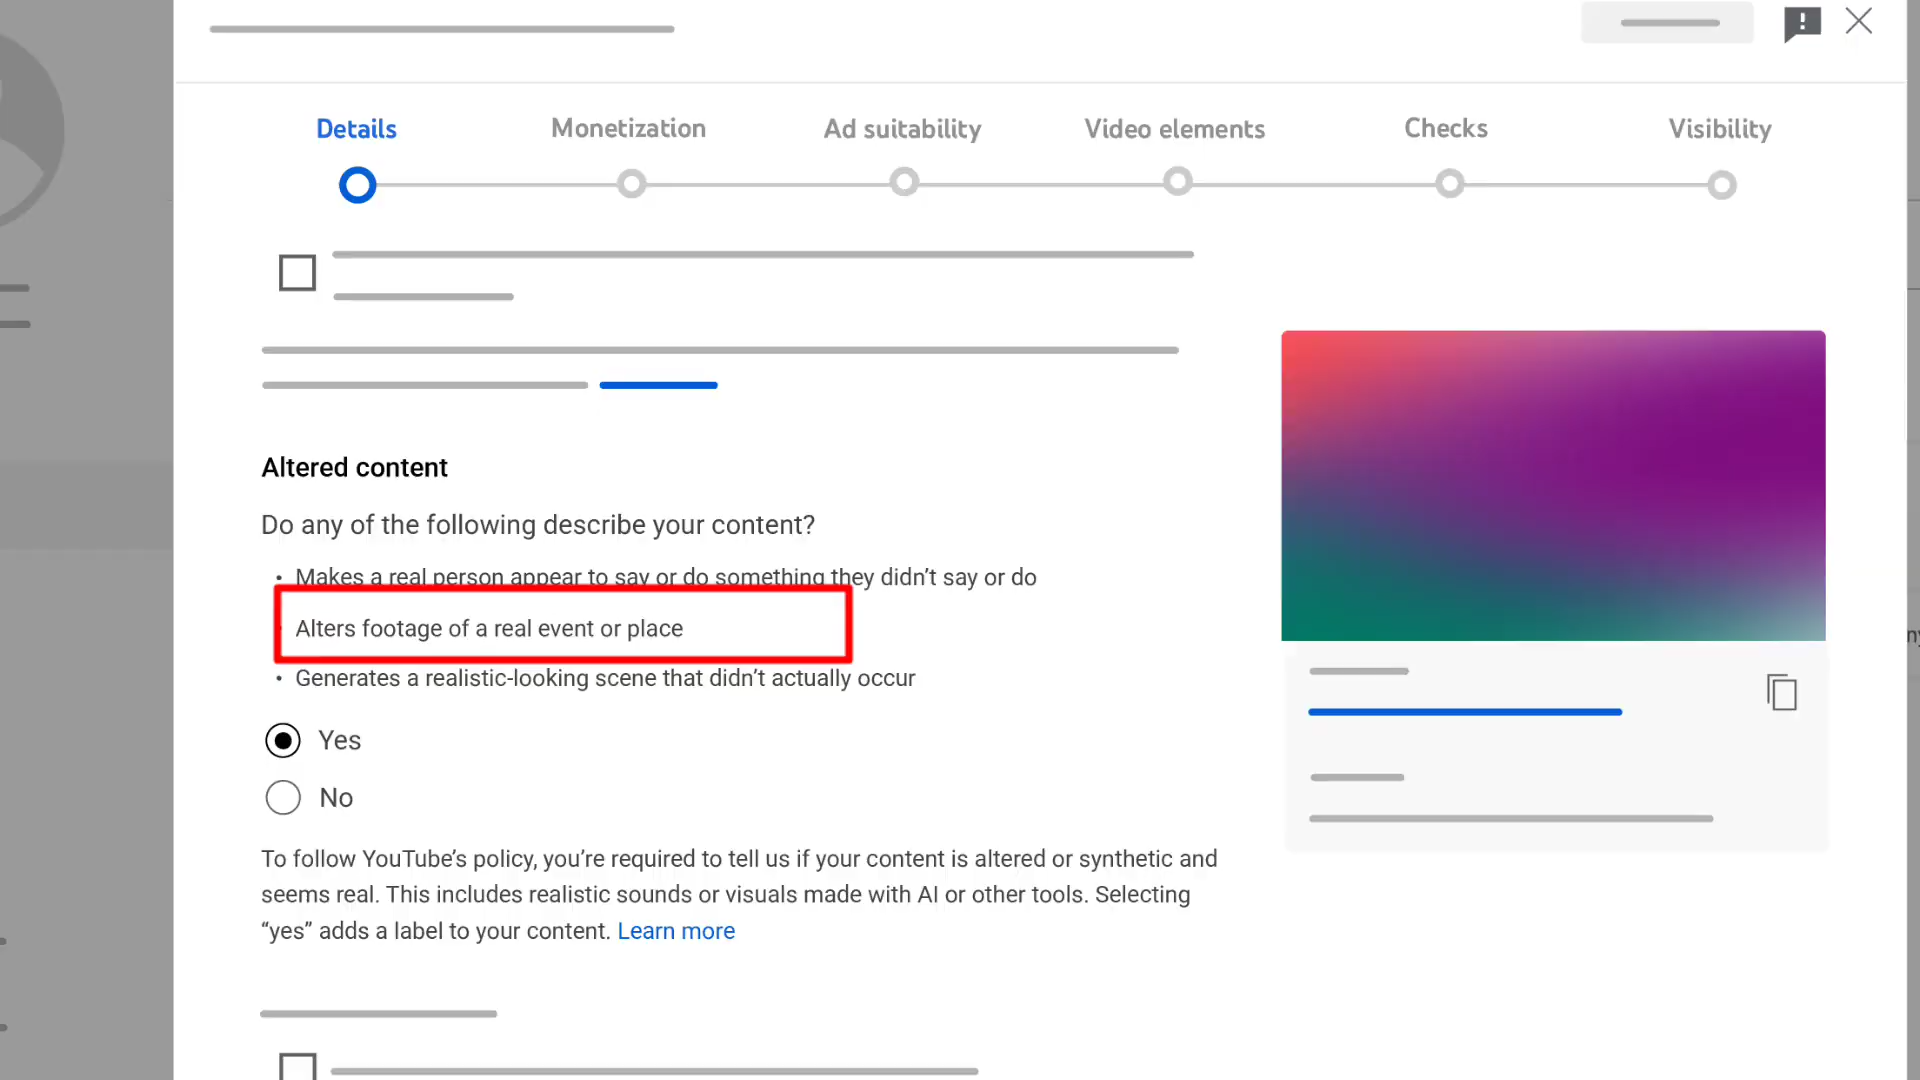 Details
Monetization
Ad suitability
Video elements
Checks
Visibility
Altered content
Do any of the following describe your content?
• Makes a real person appear to say or do something they didn’t say or do
Alters footage of a real event or place
• Generates a realistic-looking scene that didn’t actually occur
Yes
No
To follow YouTube’s policy, you’re required to tell us if your content is altered or synthetic and
seems real. This includes realistic sounds or visuals made with AI or other tools. Selecting
“yes” adds a label to your content. Learn more